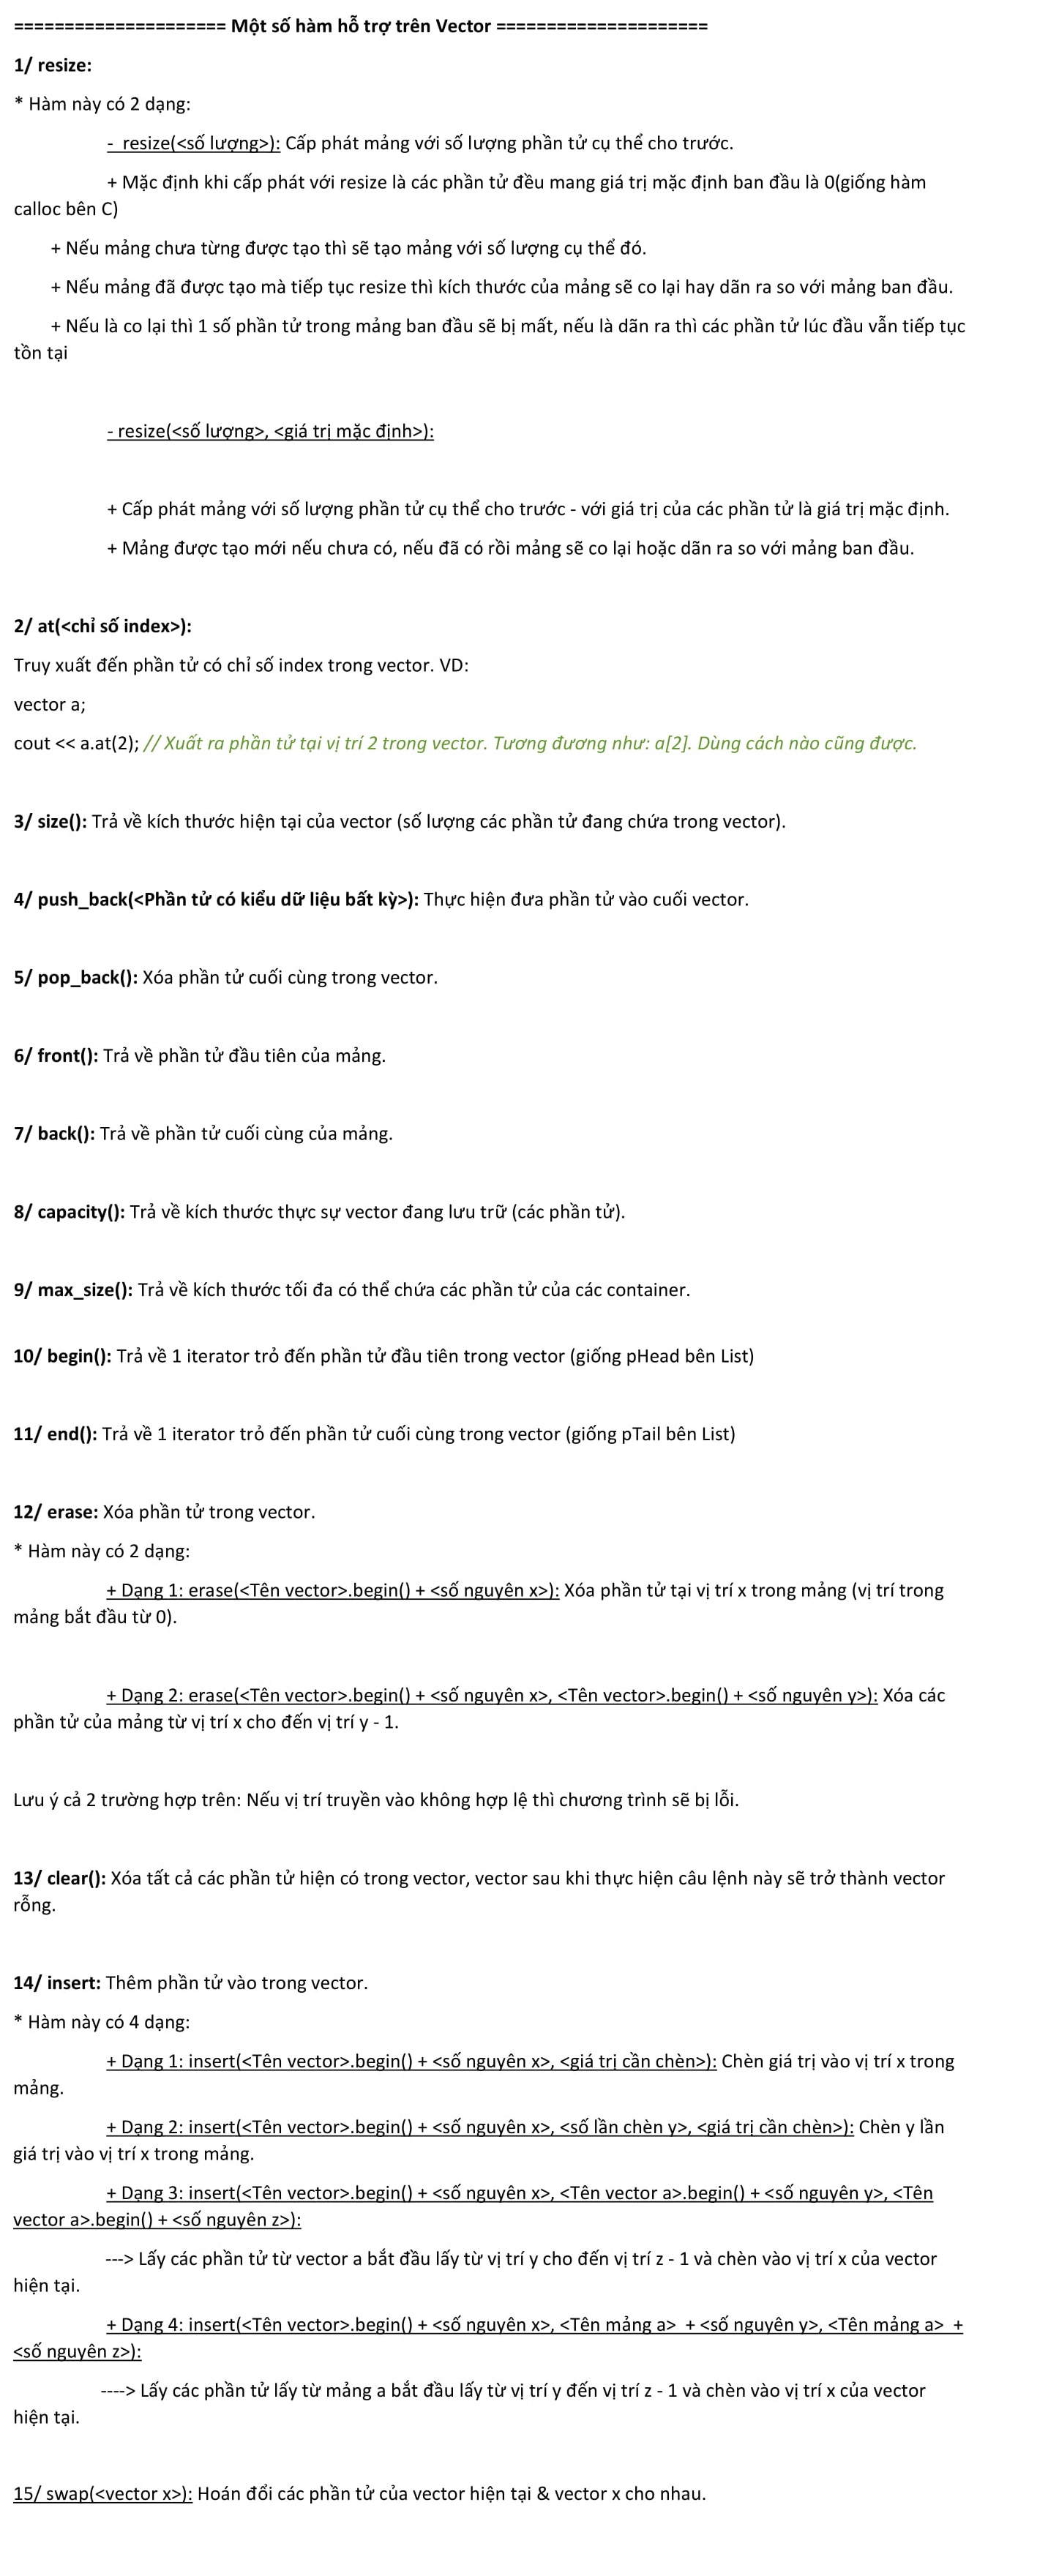 ===================== Một số hàm hỗ trợ trên Vector =====================
1/ resize:
* Hàm này có 2 dạng:
-  resize(<số lượng>): Cấp phát mảng với số lượng phần tử cụ thể cho trước.
+ Mặc định khi cấp phát với resize là các phần tử đều mang giá trị mặc định ban đầu là 0(giống hàm
calloc bên C)
+ Nếu mảng chưa từng được tạo thì sẽ tạo mảng với số lượng cụ thể đó.
+ Nếu mảng đã được tạo mà tiếp tục resize thì kích thước của mảng sẽ co lại hay dãn ra so với mảng ban đầu.
+ Nếu là co lại thì 1 số phần tử trong mảng ban đầu sẽ bị mất, nếu là dãn ra thì các phần tử lúc đầu vẫn tiếp tục
tồn tại
- resize(<số lượng>, <giá trị mặc định>):
+ Cấp phát mảng với số lượng phần tử cụ thể cho trước - với giá trị của các phần tử là giá trị mặc định.
+ Mảng được tạo mới nếu chưa có, nếu đã có rồi mảng sẽ co lại hoặc dãn ra so với mảng ban đầu.
2/ at(<chỉ số index>):
Truy xuất đến phần tử có chỉ số index trong vector. VD:
vector a;
cout << a.at(2); // Xuất ra phần tử tại vị trí 2 trong vector. Tương đương như: a[2]. Dùng cách nào cũng được.
3/ size(): Trả về kích thước hiện tại của vector (số lượng các phần tử đang chứa trong vector).
4/ push_back(<Phần tử có kiểu dữ liệu bất kỳ>): Thực hiện đưa phần tử vào cuối vector.
5/ pop_back(): Xóa phần tử cuối cùng trong vector.
6/ front(): Trả về phần tử đầu tiên của mảng.
7/ back(): Trả về phần tử cuối cùng của mảng.
8/ capacity(): Trả về kích thước thực sự vector đang lưu trữ (các phần tử).
9/ max_size(): Trả về kích thước tối đa có thể chứa các phần tử của các container.
10/ begin(): Trả về 1 iterator trỏ đến phần tử đầu tiên trong vector (giống pHead bên List)
11/ end(): Trả về 1 iterator trỏ đến phần tử cuối cùng trong vector (giống pTail bên List)
12/ erase: Xóa phần tử trong vector.
* Hàm này có 2 dạng:
+ Dạng 1: erase(<Tên vector>.begin() + <số nguyên x>): Xóa phần tử tại vị trí x trong mảng (vị trí trong
mảng bắt đầu từ 0).
+ Dạng 2: erase(<Tên vector>.begin() + <số nguyên x>, <Tên vector>.begin() + <số nguyên y>): Xóa các
phần tử của mảng từ vị trí x cho đến vị trí y - 1.
Lưu ý cả 2 trường hợp trên: Nếu vị trí truyền vào không hợp lệ thì chương trình sẽ bị lỗi.
13/ clear(): Xóa tất cả các phần tử hiện có trong vector, vector sau khi thực hiện câu lệnh này sẽ trở thành vector
rỗng.
14/ insert: Thêm phần tử vào trong vector.
* Hàm này có 4 dạng:
+ Dạng 1: insert(<Tên vector>.begin() + <số nguyên x>, <giá trị cần chèn>): Chèn giá trị vào vị trí x trong
mảng.
+ Dạng 2: insert(<Tên vector>.begin() + <số nguyên x>, <số lần chèn y>, <giá trị cần chèn>): Chèn y lần
giá trị vào vị trí x trong mảng.
+ Dạng 3: insert(<Tên vector>.begin() + <số nguyên x>, <Tên vector a>.begin() + <số nguyên y>, <Tên
vector a>.begin() + <số nguyên z>):
---> Lấy các phần tử từ vector a bắt đầu lấy từ vị trí y cho đến vị trí z - 1 và chèn vào vị trí x của vector
hiện tại.
+ Dạng 4: insert(<Tên vector>.begin() + <số nguyên x>, <Tên mảng a>  + <số nguyên y>, <Tên mảng a>  +
<số nguyên z>):
----> Lấy các phần tử lấy từ mảng a bắt đầu lấy từ vị trí y đến vị trí z - 1 và chèn vào vị trí x của vector
hiện tại.
15/ swap(<vector x>): Hoán đổi các phần tử của vector hiện tại & vector x cho nhau.